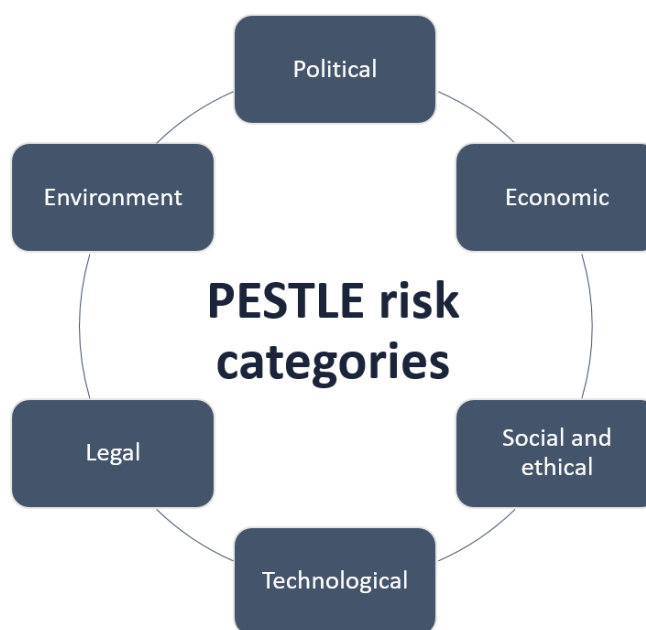 Political
Economic
Social and
ethical
Technological
Legal
Environment
PESTLE risk
categories